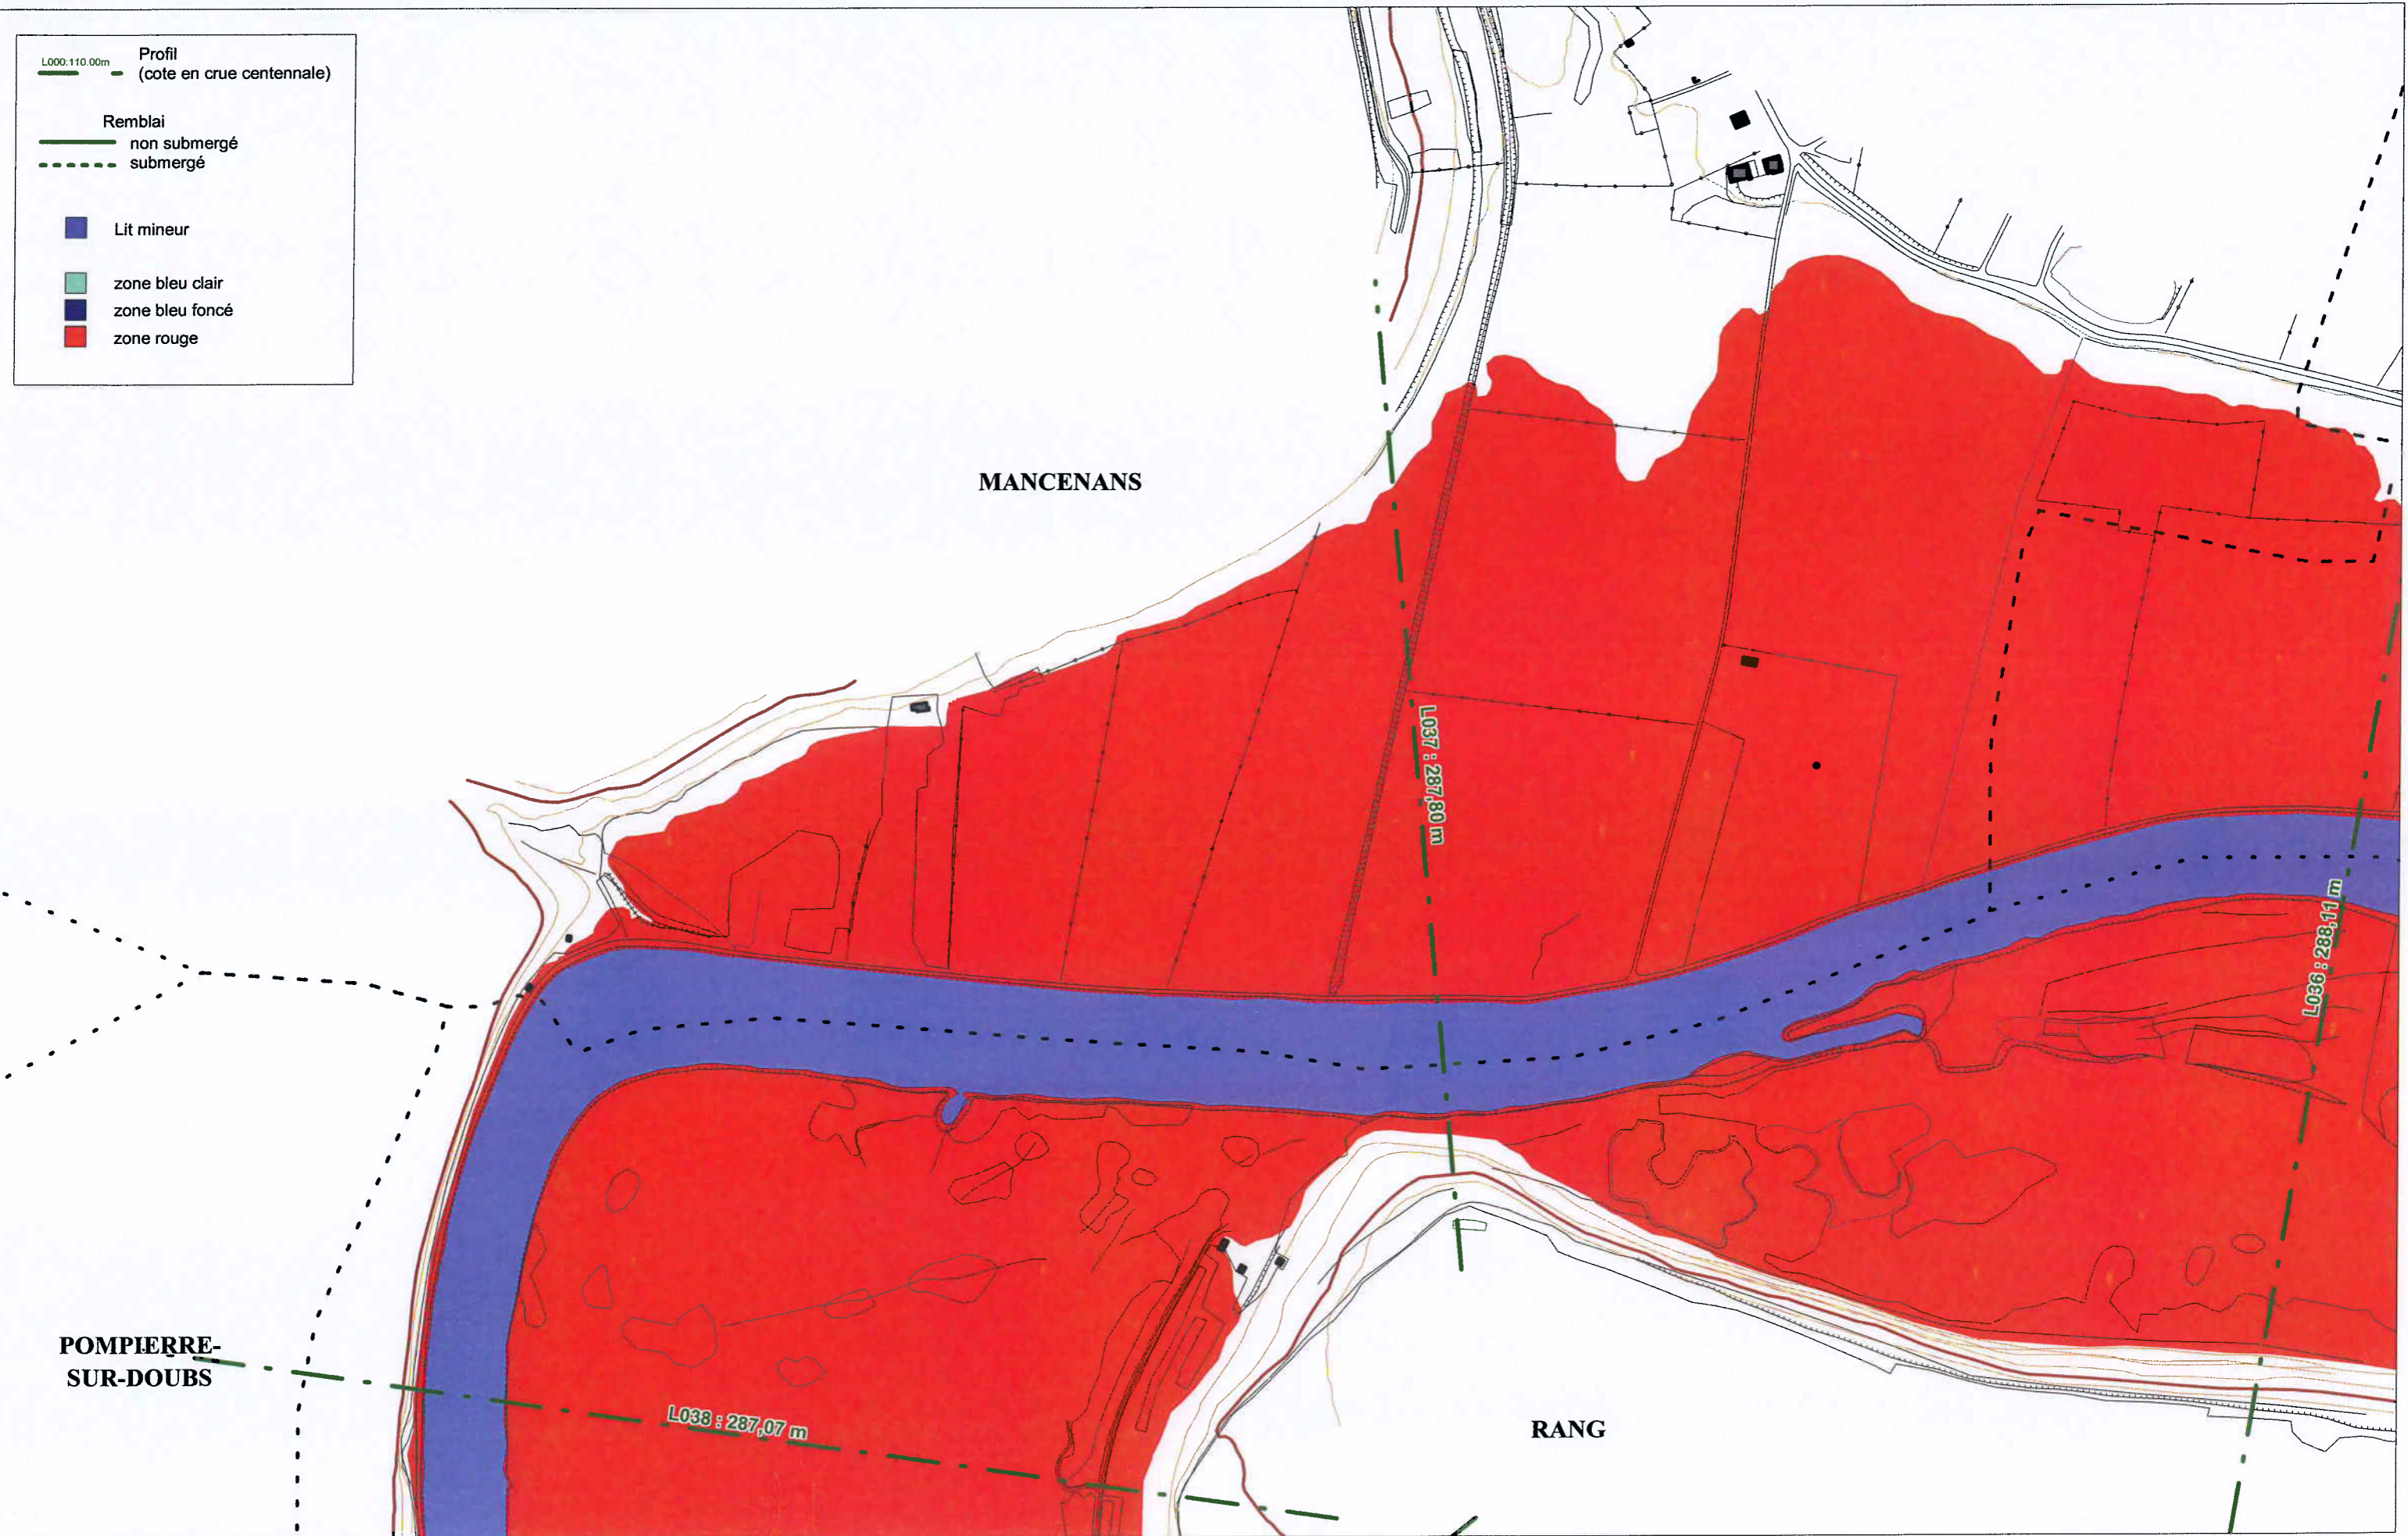 L000:110.00m
Profil
(cote en crue centennale)
Remblai
non submergé
submergé
Lit mineur
zone bleu clair
zone bleu foncé
zone rouge
MANCENANS
L037 : 287,80 m
L036 : 288,11 m
POMPIERRE-
SUR-DOUBS
L038 : 287,07 m
RANG